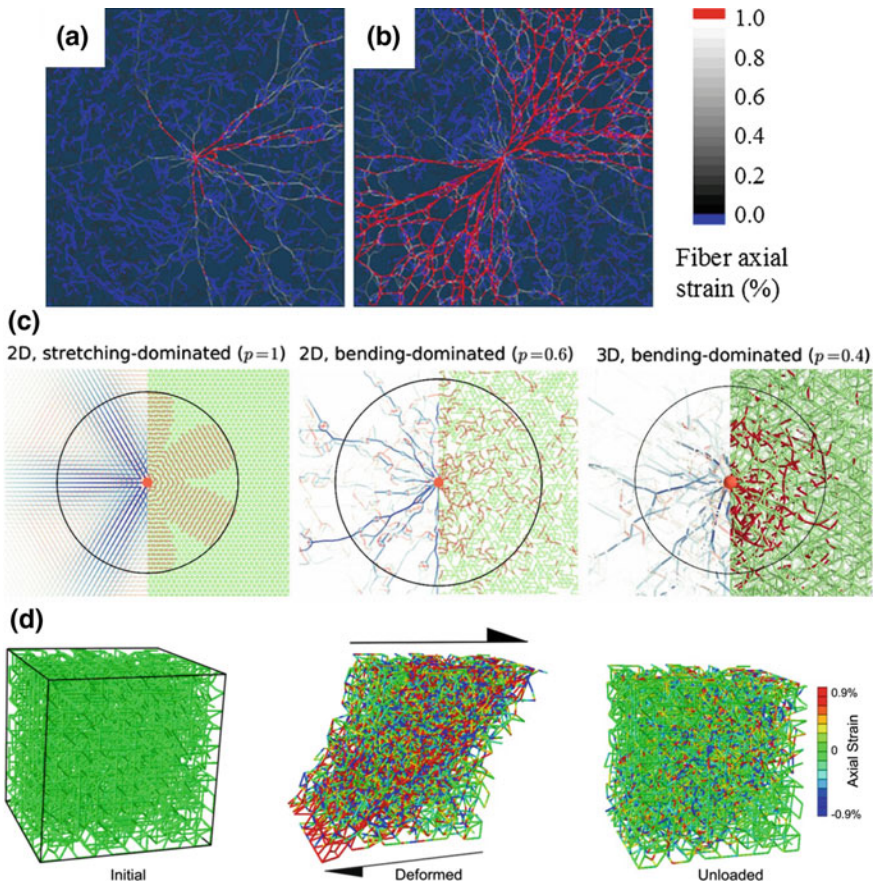 (a)
(b)
1.0
0.8
0.6
0.4
0.2
0.0
Fiber axial
strain (%)
(c)
2D, stretching-dominated (p=1)
2D, bending-dominated (p=0.6)
3D, bending-dominated (p=0.4)
(d)
0.9%
0
-0.9%
Axial Strain
Initial
Deformed
Unloaded